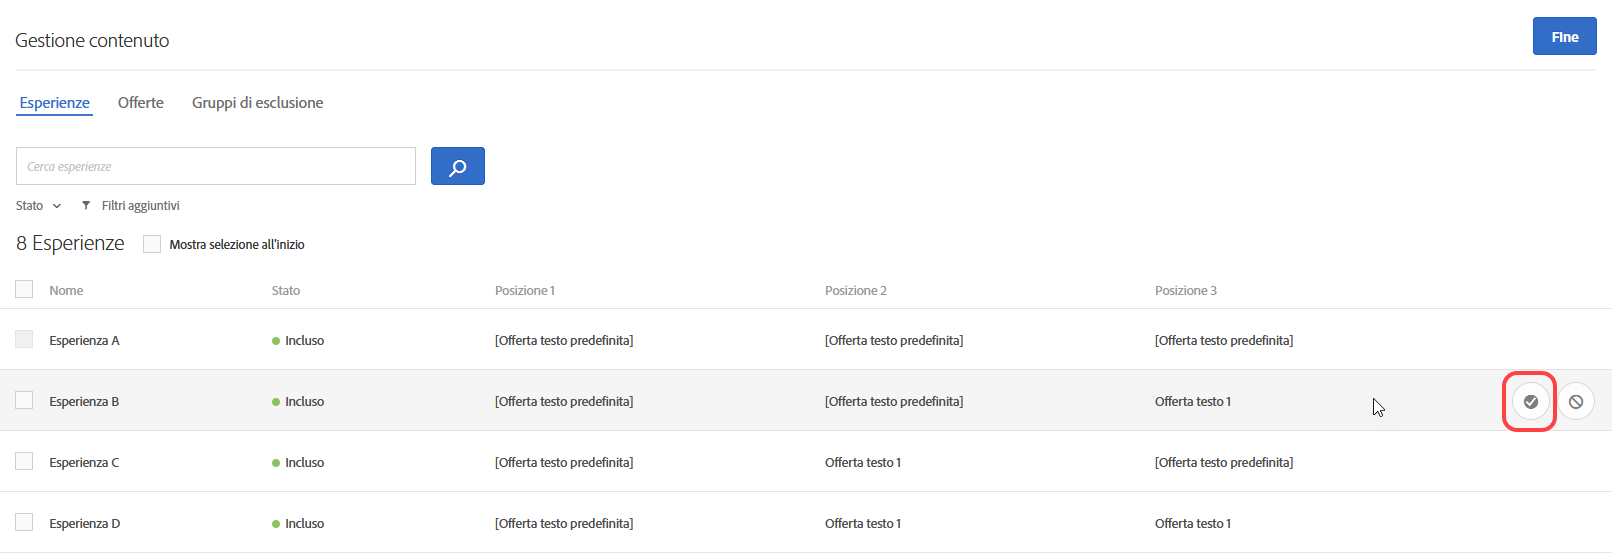 Gestione contenuto
Fine
Esperienze Offerte Gruppi di esclusione
Cerca esperienze
Stato Filtri aggiuntivi
8 Esperienze Mostra selezione all'inizio
Nome Stato Posizione 1 Posizione 2 Posizione 3
Esperienza A Incluso [Offerta testo predefinita] [Offerta testo predefinita] [Offerta testo predefinita]
Esperienza B Incluso [Offerta testo predefinita] [Offerta testo predefinita] Offerta testo 1
Esperienza C Incluso [Offerta testo predefinita] Offerta testo 1 [Offerta testo predefinita]
Esperienza D Incluso [Offerta testo predefinita] Offerta testo 1 Offerta testo 1